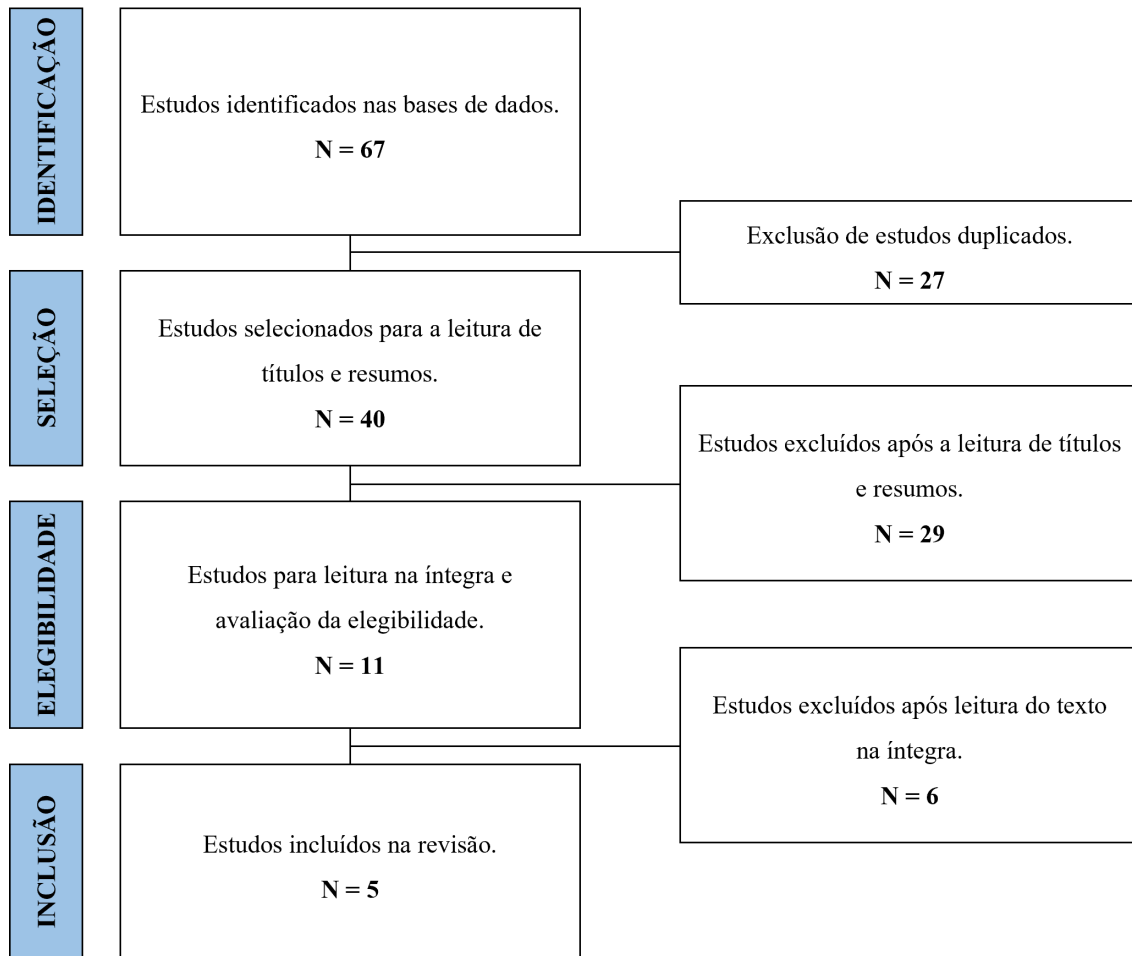 IDENTIFICAÇÃO
Estudos identificados nas bases de dados.
N = 67
Exclusão de estudos duplicados.
N = 27
SELEÇÃO
Estudos selecionados para a leitura de
títulos e resumos.
N = 40
Estudos excluídos após a leitura de títulos
e resumos.
N = 29
ELEGIBILIDADE
Estudos para leitura na íntegra e
avaliação da elegibilidade.
N = 11
Estudos excluídos após leitura do texto
na íntegra.
N = 6
INCLUSÃO
Estudos incluídos na revisão.
N = 5